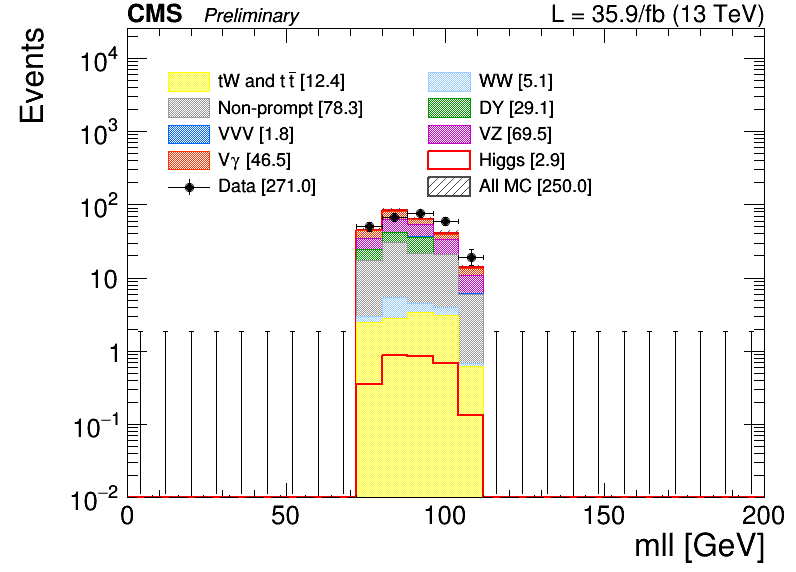 CMS Preliminary L = 35.9/fb (13 TeV)
Events
10⁴
10³
10²
10
1
10⁻¹
10⁻²
tW and t t̅ [12.4]
WW [5.1]
Non-prompt [78.3]
DY [29.1]
VVV [1.8]
VZ [69.5]
Vγ [46.5]
Higgs [2.9]
Data [271.0]
All MC [250.0]
0 50 100 150 200
mll [GeV]